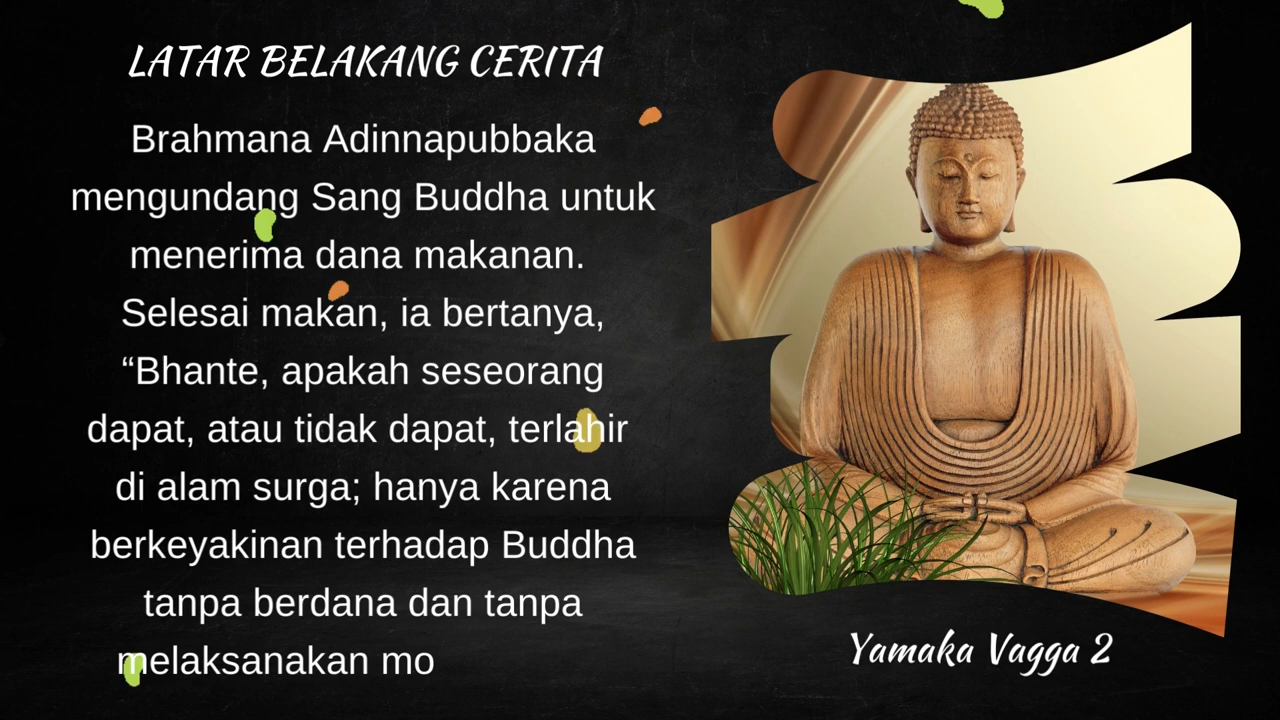 LATAR BELAKANG CERITA
Brahmana Adinnapubbaka
mengundang Sang Buddha untuk
menerima dana makanan.
Selesai makan, ia bertanya,
“Bhante, apakah seseorang
dapat, atau tidak dapat, terlahir
di alam surga; hanya karena
berkeyakinan terhadap Buddha
tanpa berdana dan tanpa
melaksanakan mo
Yamaka Vagga 2